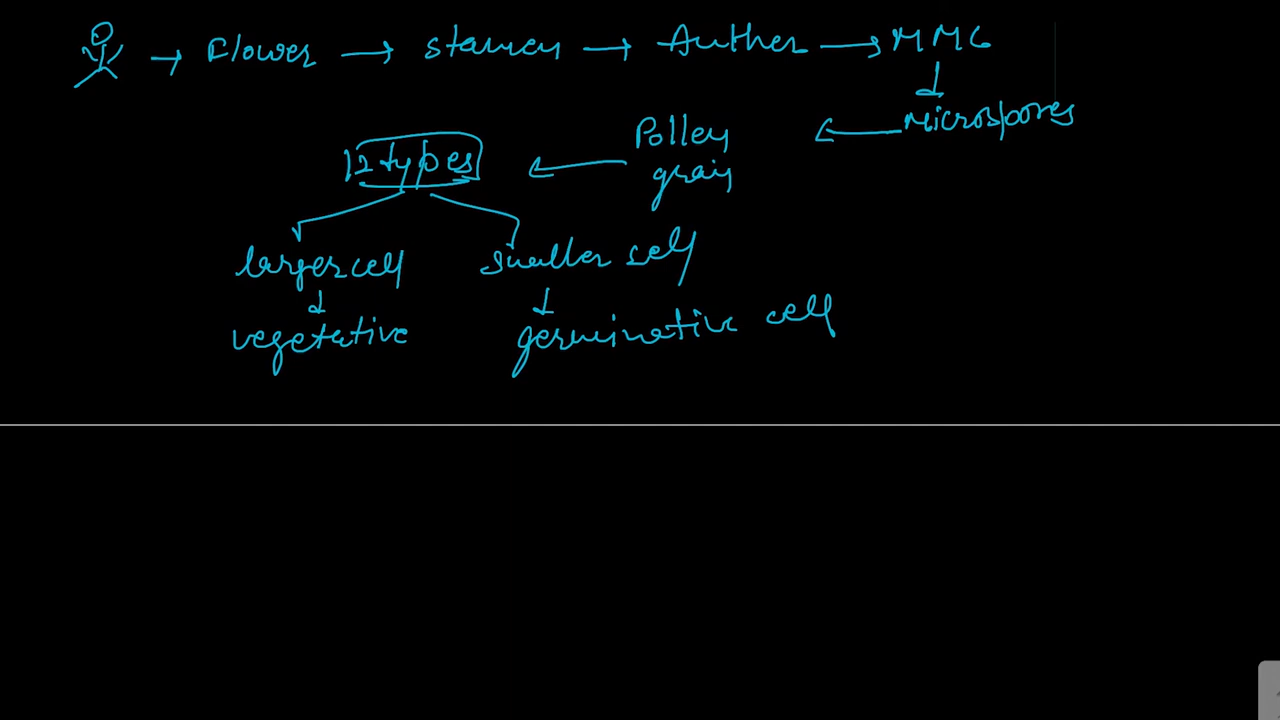 → Flower → stamen → Anther → MMC
↓
microspores
← Pollen
grain
← 2 types
larger cell smaller cell
↓ ↓
vegetative germinative cell